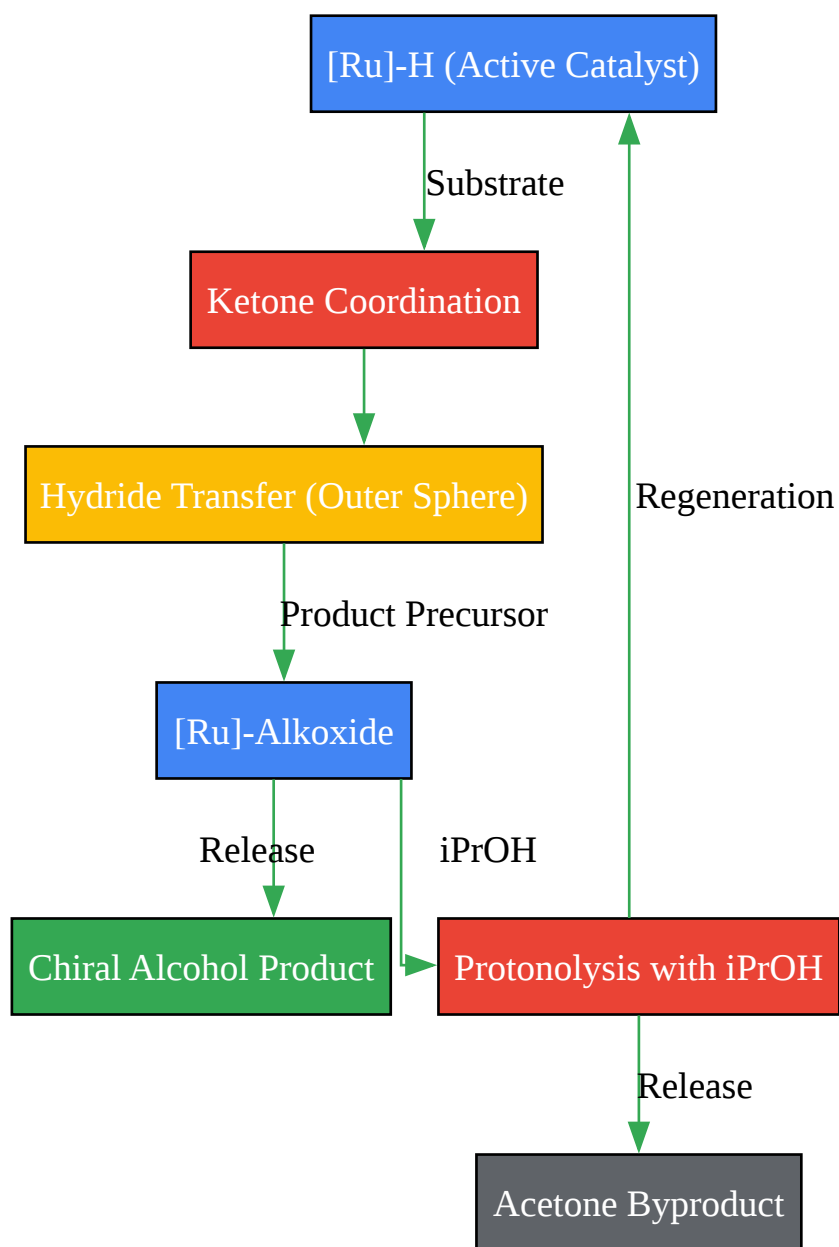 [Ru]-H (Active Catalyst)
Substrate
Ketone Coordination
Hydride Transfer (Outer Sphere)
Regeneration
Product Precursor
[Ru]-Alkoxide
Release
iPrOH
Chiral Alcohol Product
Protonolysis with iPrOH
Release
Acetone Byproduct